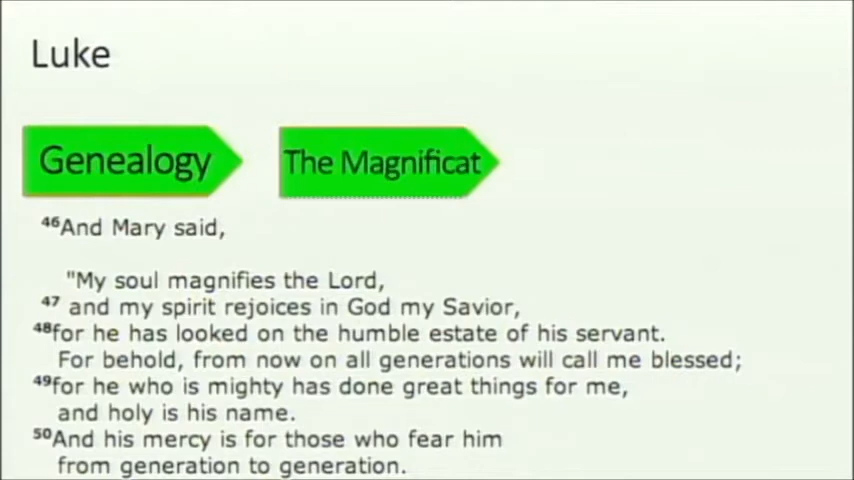 Luke
Genealogy
The Magnificat
46And Mary said,
"My soul magnifies the Lord,
47 and my spirit rejoices in God my Savior,
48for he has looked on the humble estate of his servant.
For behold, from now on all generations will call me blessed;
49for he who is mighty has done great things for me,
and holy is his name.
50And his mercy is for those who fear him
from generation to generation.